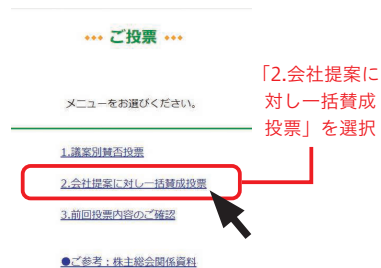 ご投票
メニューをお選びください。
1.議案別賛否投票
2.会社提案に対し一括賛成投票
3.前回投票内容のご確認
●ご参考：株主総会関係資料
「2.会社提案に
対し一括賛成
投票」を選択